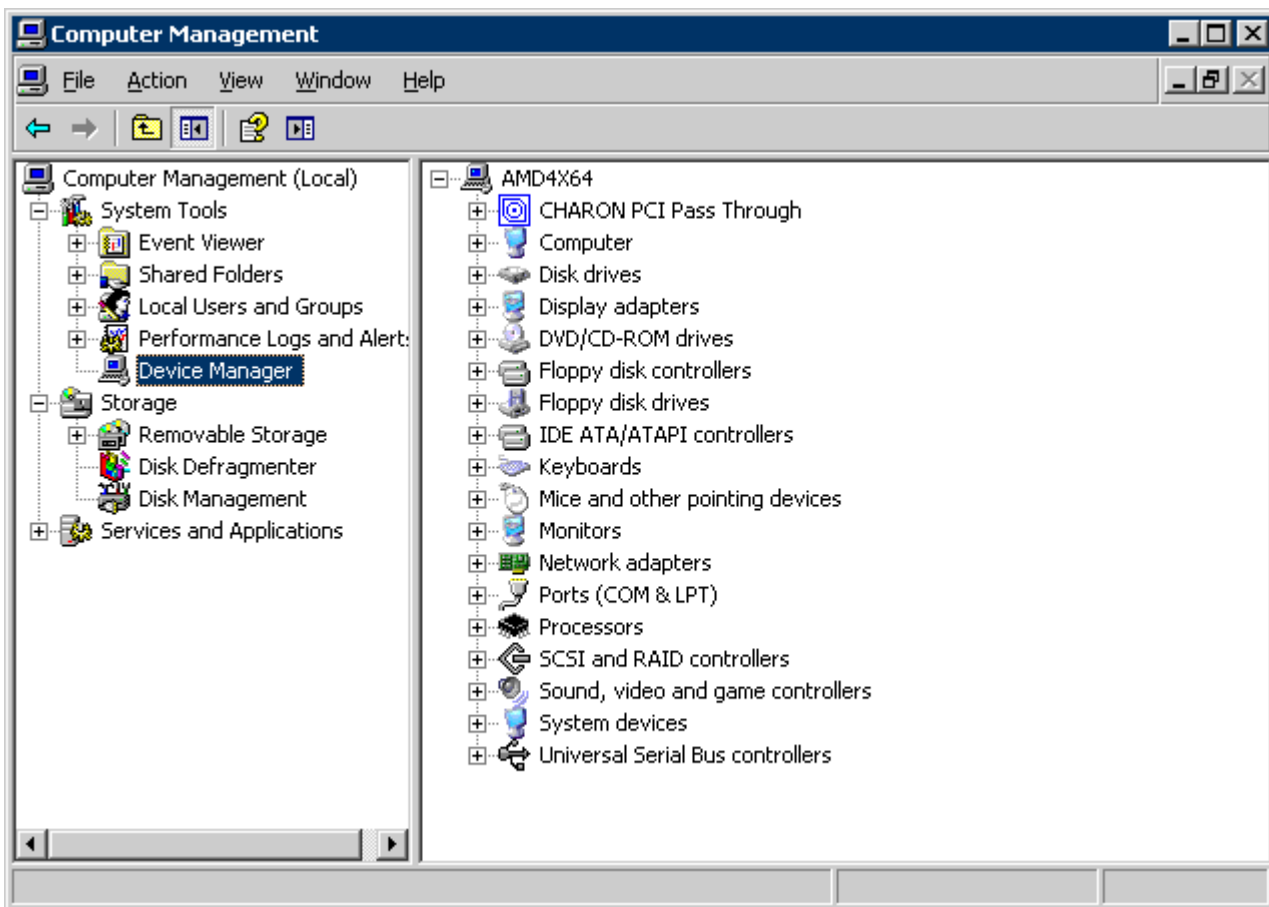 Computer Management
File Action View Window Help
Computer Management (Local)
System Tools
Event Viewer
Shared Folders
Local Users and Groups
Performance Logs and Alert
Device Manager
Storage
Removable Storage
Disk Defragmenter
Disk Management
Services and Applications
AMD4X64
CHARON PCI Pass Through
Computer
Disk drives
Display adapters
DVD/CD-ROM drives
Floppy disk controllers
Floppy disk drives
IDE ATA/ATAPI controllers
Keyboards
Mice and other pointing devices
Monitors
Network adapters
Ports (COM & LPT)
Processors
SCSI and RAID controllers
Sound, video and game controllers
System devices
Universal Serial Bus controllers